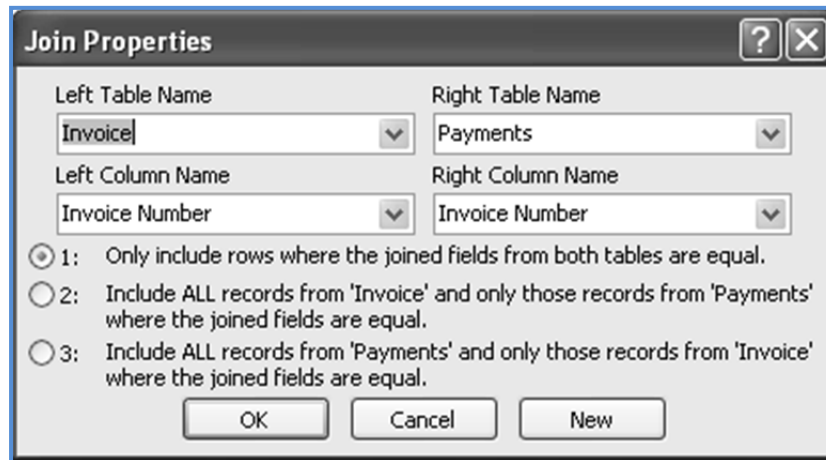 Join Properties
Left Table Name Right Table Name
Invoice Payments
Left Column Name Right Column Name
Invoice Number Invoice Number
1: Only include rows where the joined fields from both tables are equal.
2: Include ALL records from 'Invoice' and only those records from 'Payments'
where the joined fields are equal.
3: Include ALL records from 'Payments' and only those records from 'Invoice'
where the joined fields are equal.
OK Cancel New